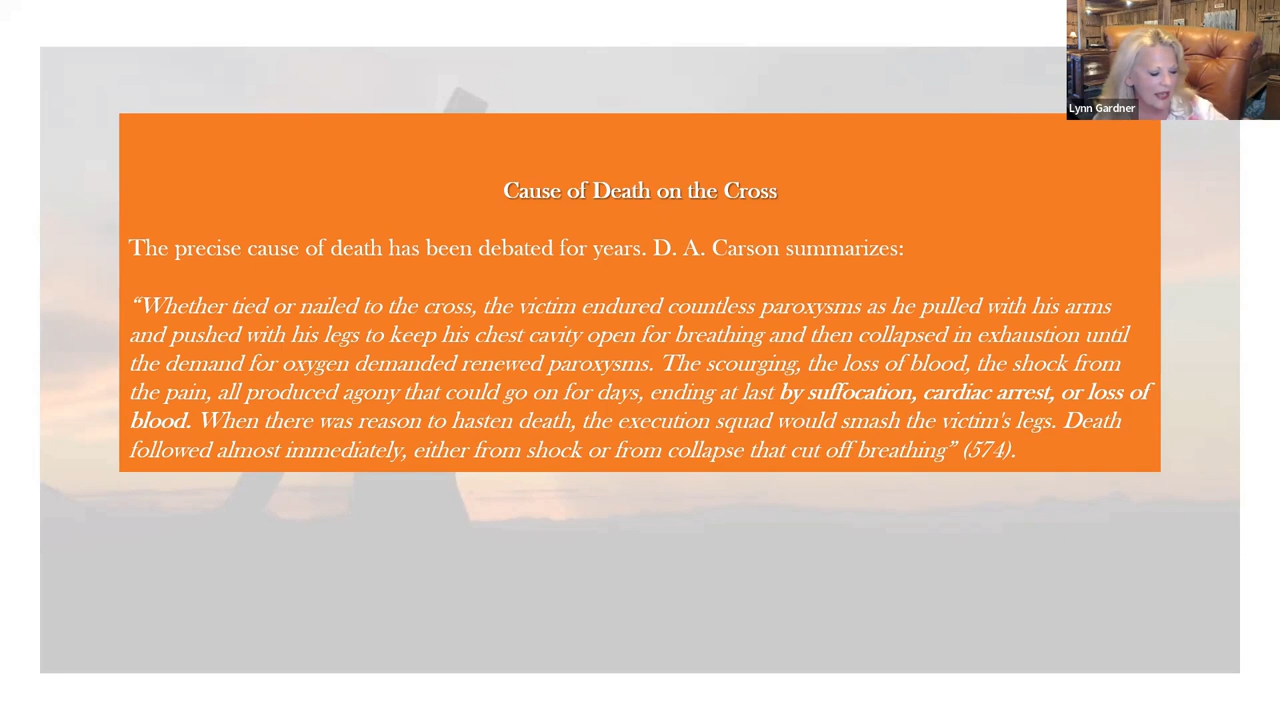 Lynn Gardner
Cause of Death on the Cross
The precise cause of death has been debated for years. D. A. Carson summarizes:
“Whether tied or nailed to the cross, the victim endured countless paroxysms as he pulled with his arms
and pushed with his legs to keep his chest cavity open for breathing and then collapsed in exhaustion until
the demand for oxygen demanded renewed paroxysms. The scourging, the loss of blood, the shock from
the pain, all produced agony that could go on for days, ending at last by suffocation, cardiac arrest, or loss of
blood. When there was reason to hasten death, the execution squad would smash the victim's legs. Death
followed almost immediately, either from shock or from collapse that cut off breathing” (574).